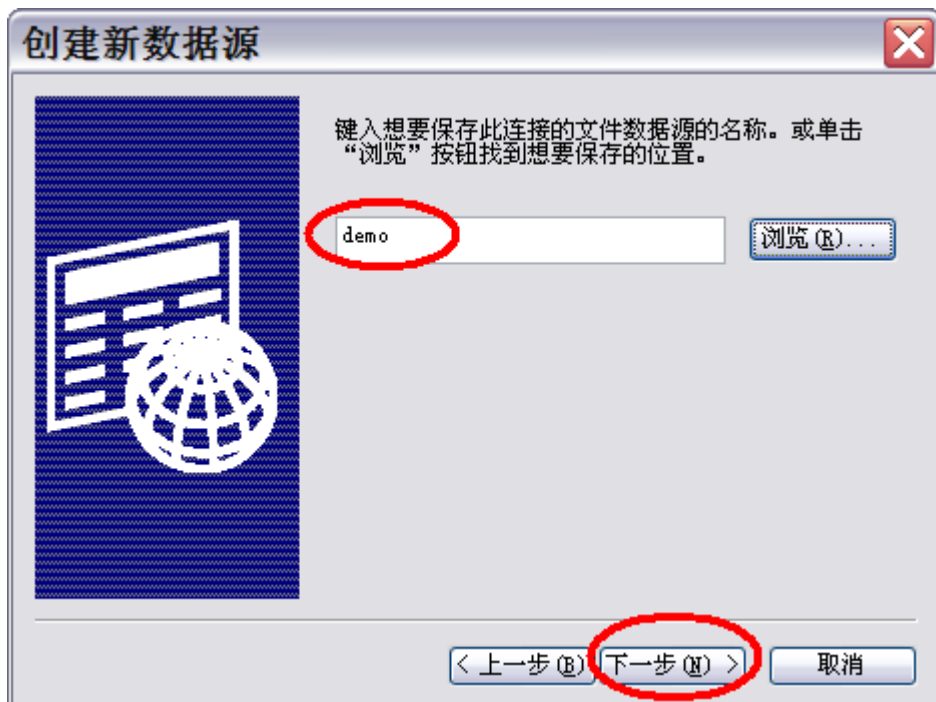 创建新数据源
键入想要保存此连接的文件数据源的名称。或单击
“浏览”按钮找到想要保存的位置。
demo
浏览(R)...
< 上一步(B)
下一步(N) >
取消